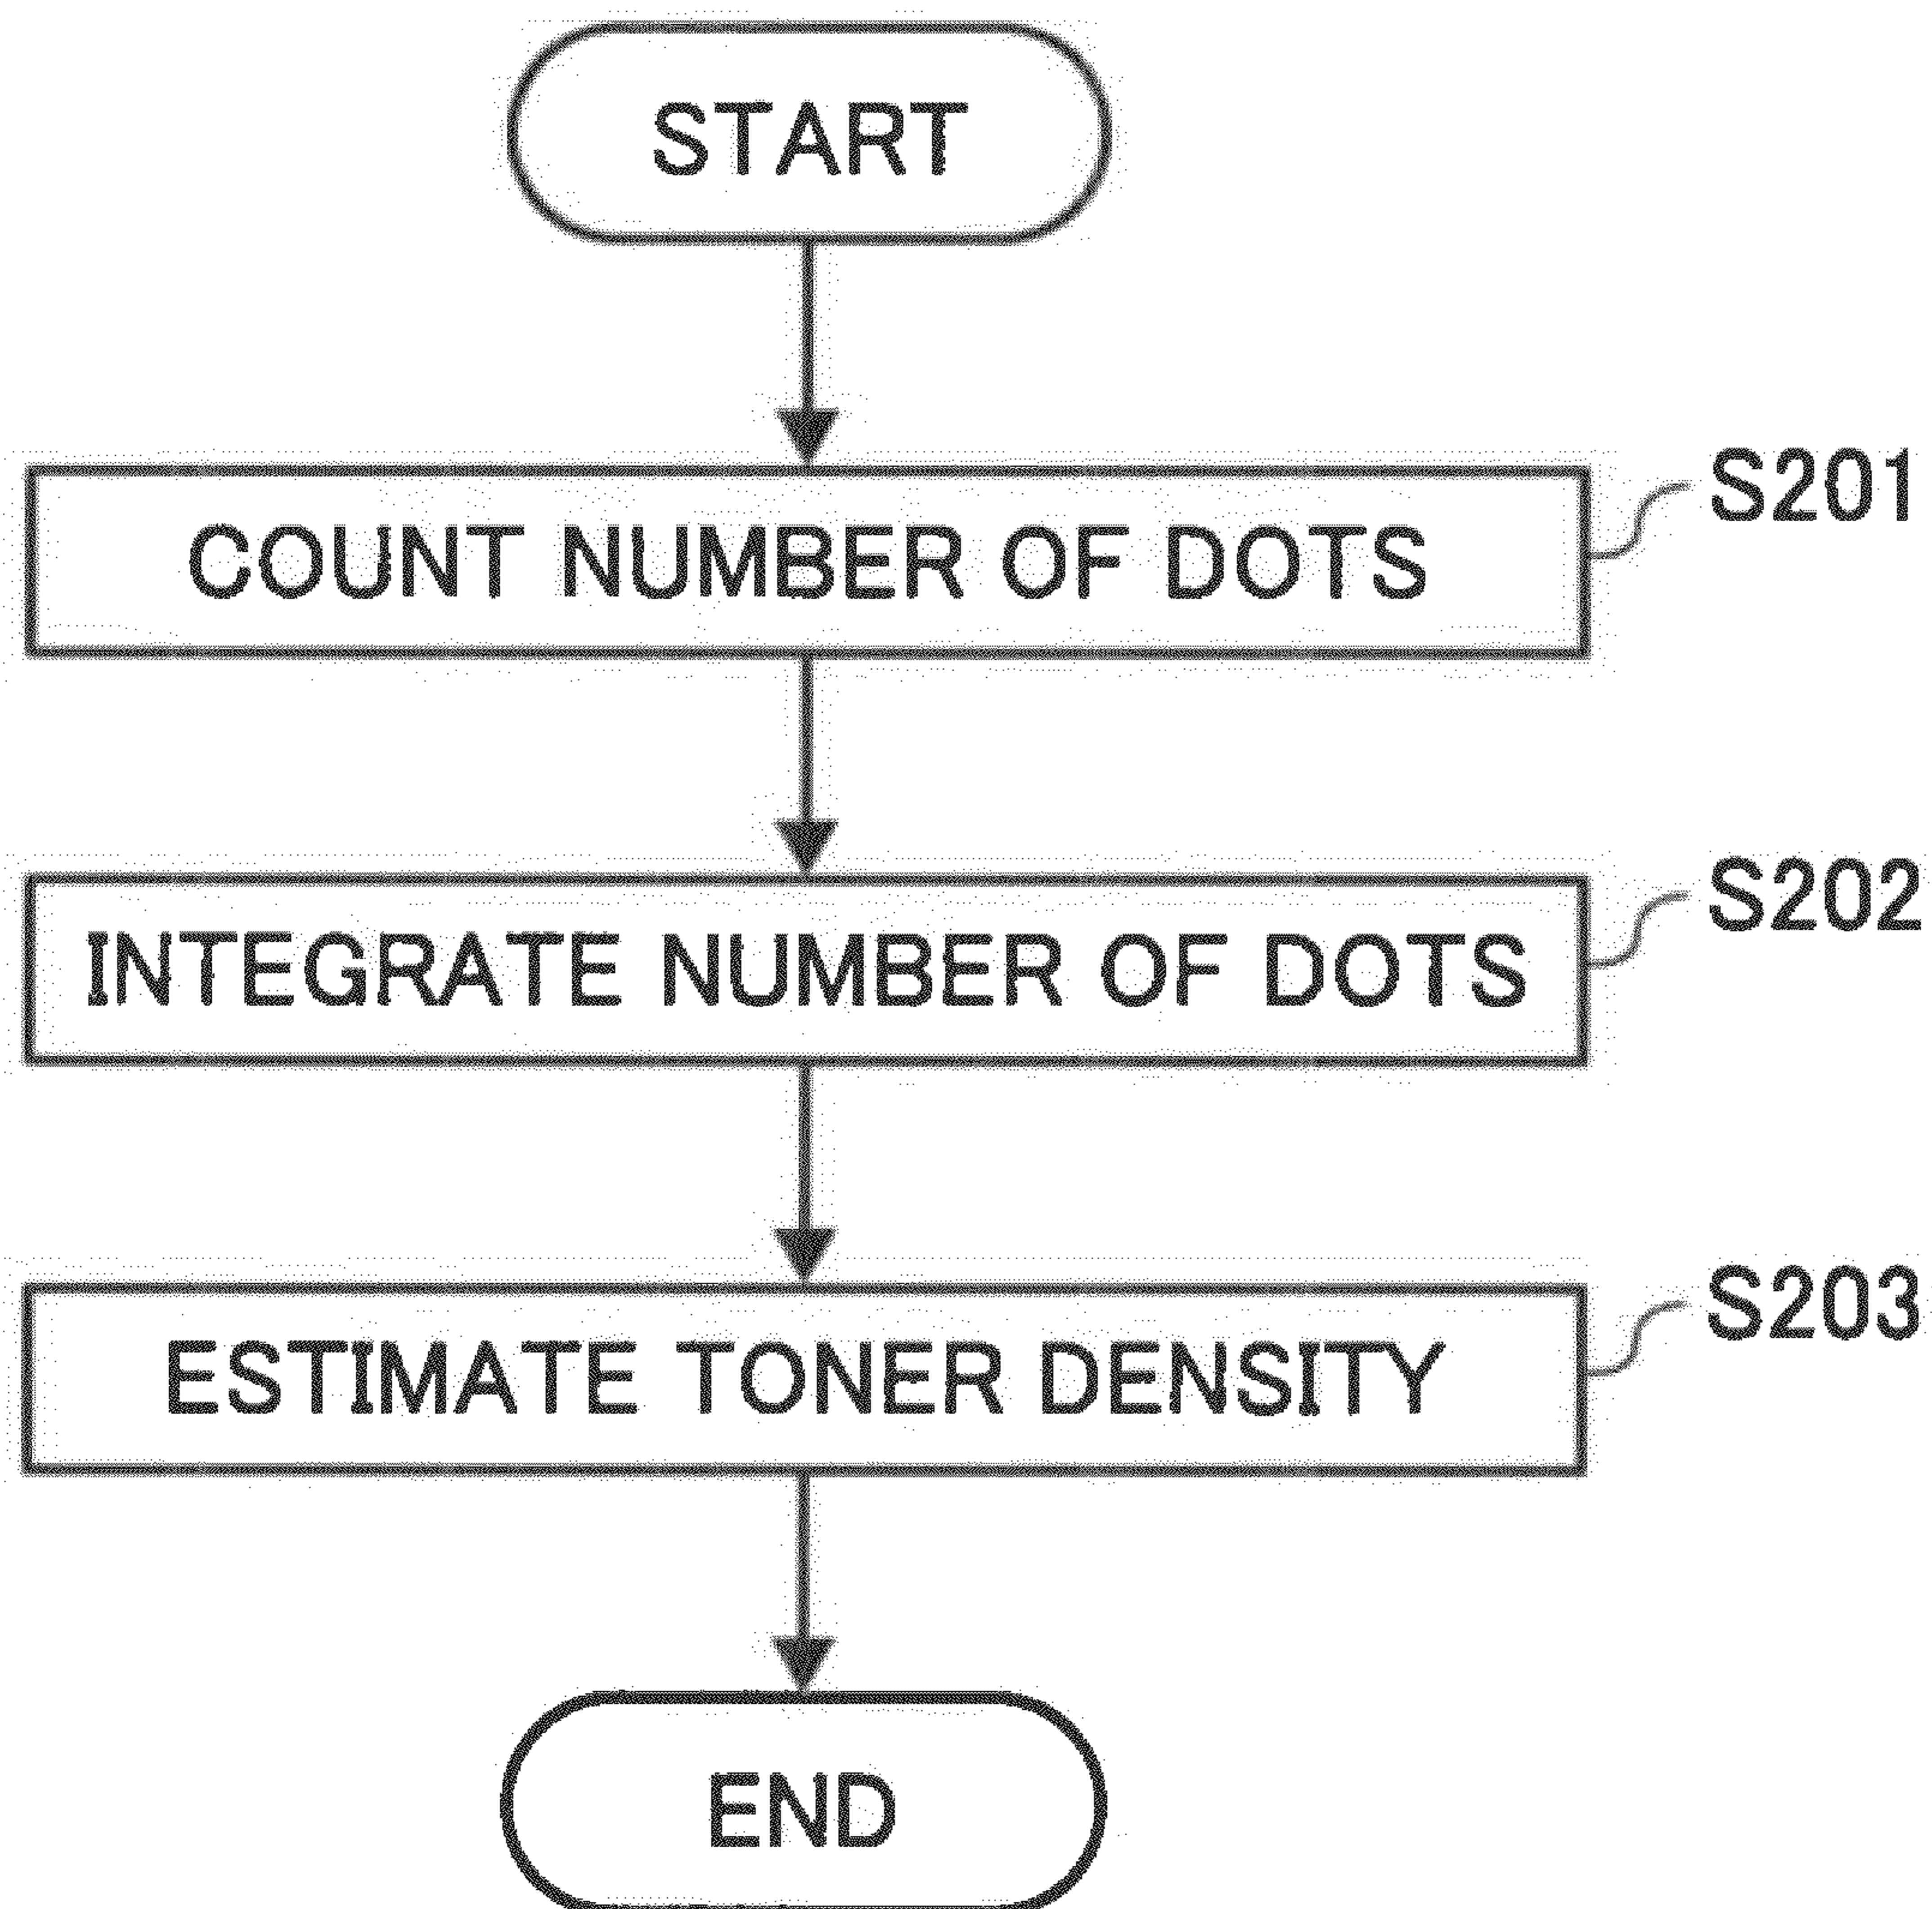 START
COUNT NUMBER OF DOTS
S201
INTEGRATE NUMBER OF DOTS
S202
ESTIMATE TONER DENSITY
S203
END